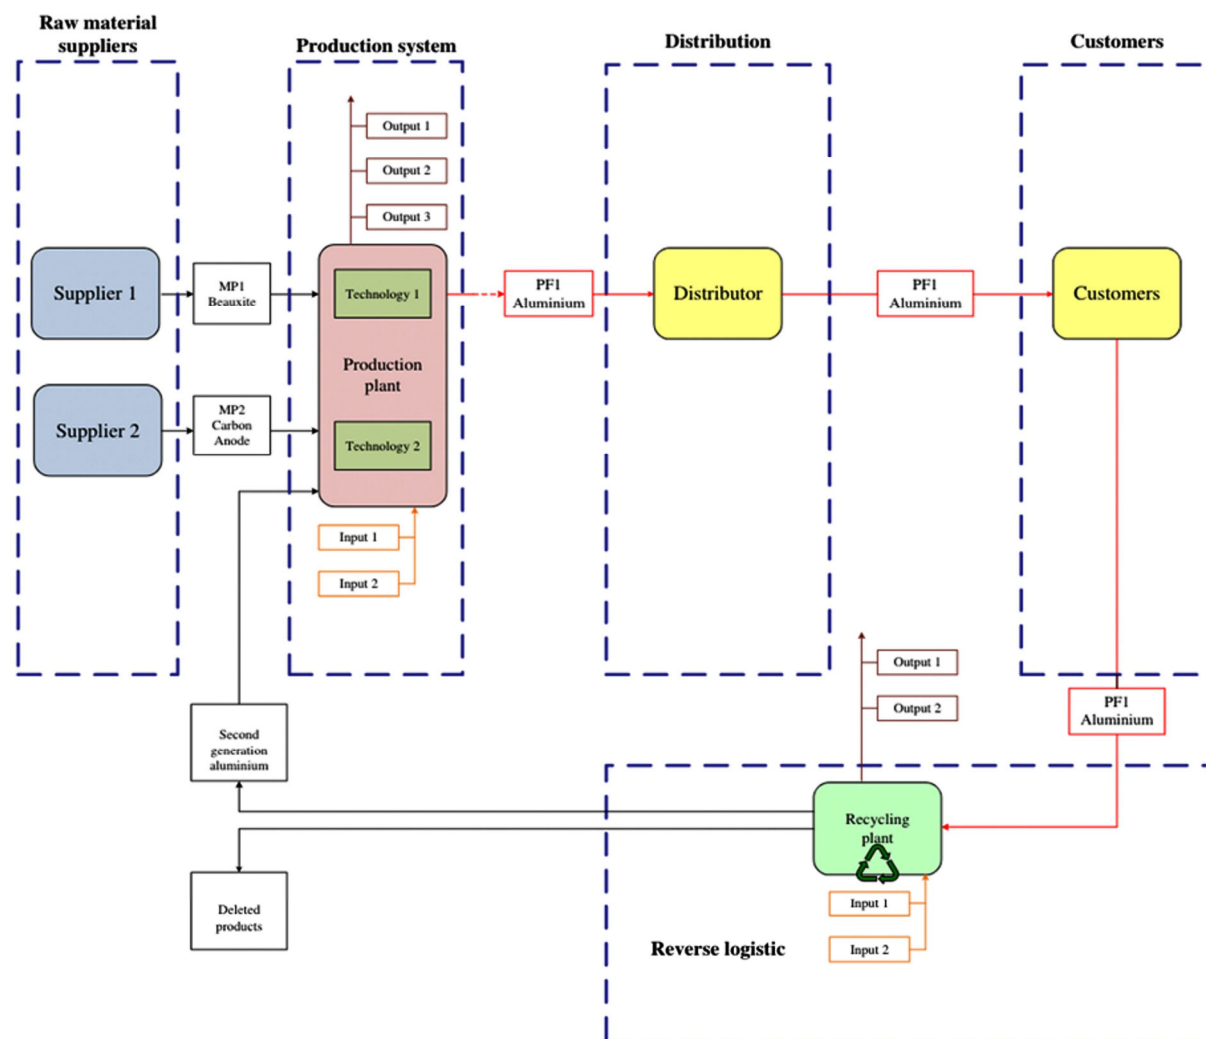 Raw material
suppliers
Production system
Distribution
Customers
Output 1
Output 2
Output 3
Supplier 1
MP1
Beauxite
Technology 1
PF1
Aluminium
Distributor
PF1
Aluminium
Customers
Production
plant
Supplier 2
MP2
Carbon
Anode
Technology 2
Input 1
Input 2
Output 1
Output 2
PF1
Aluminium
Second
generation
aluminium
Recycling
plant
Deleted
products
Input 1
Input 2
Reverse logistic